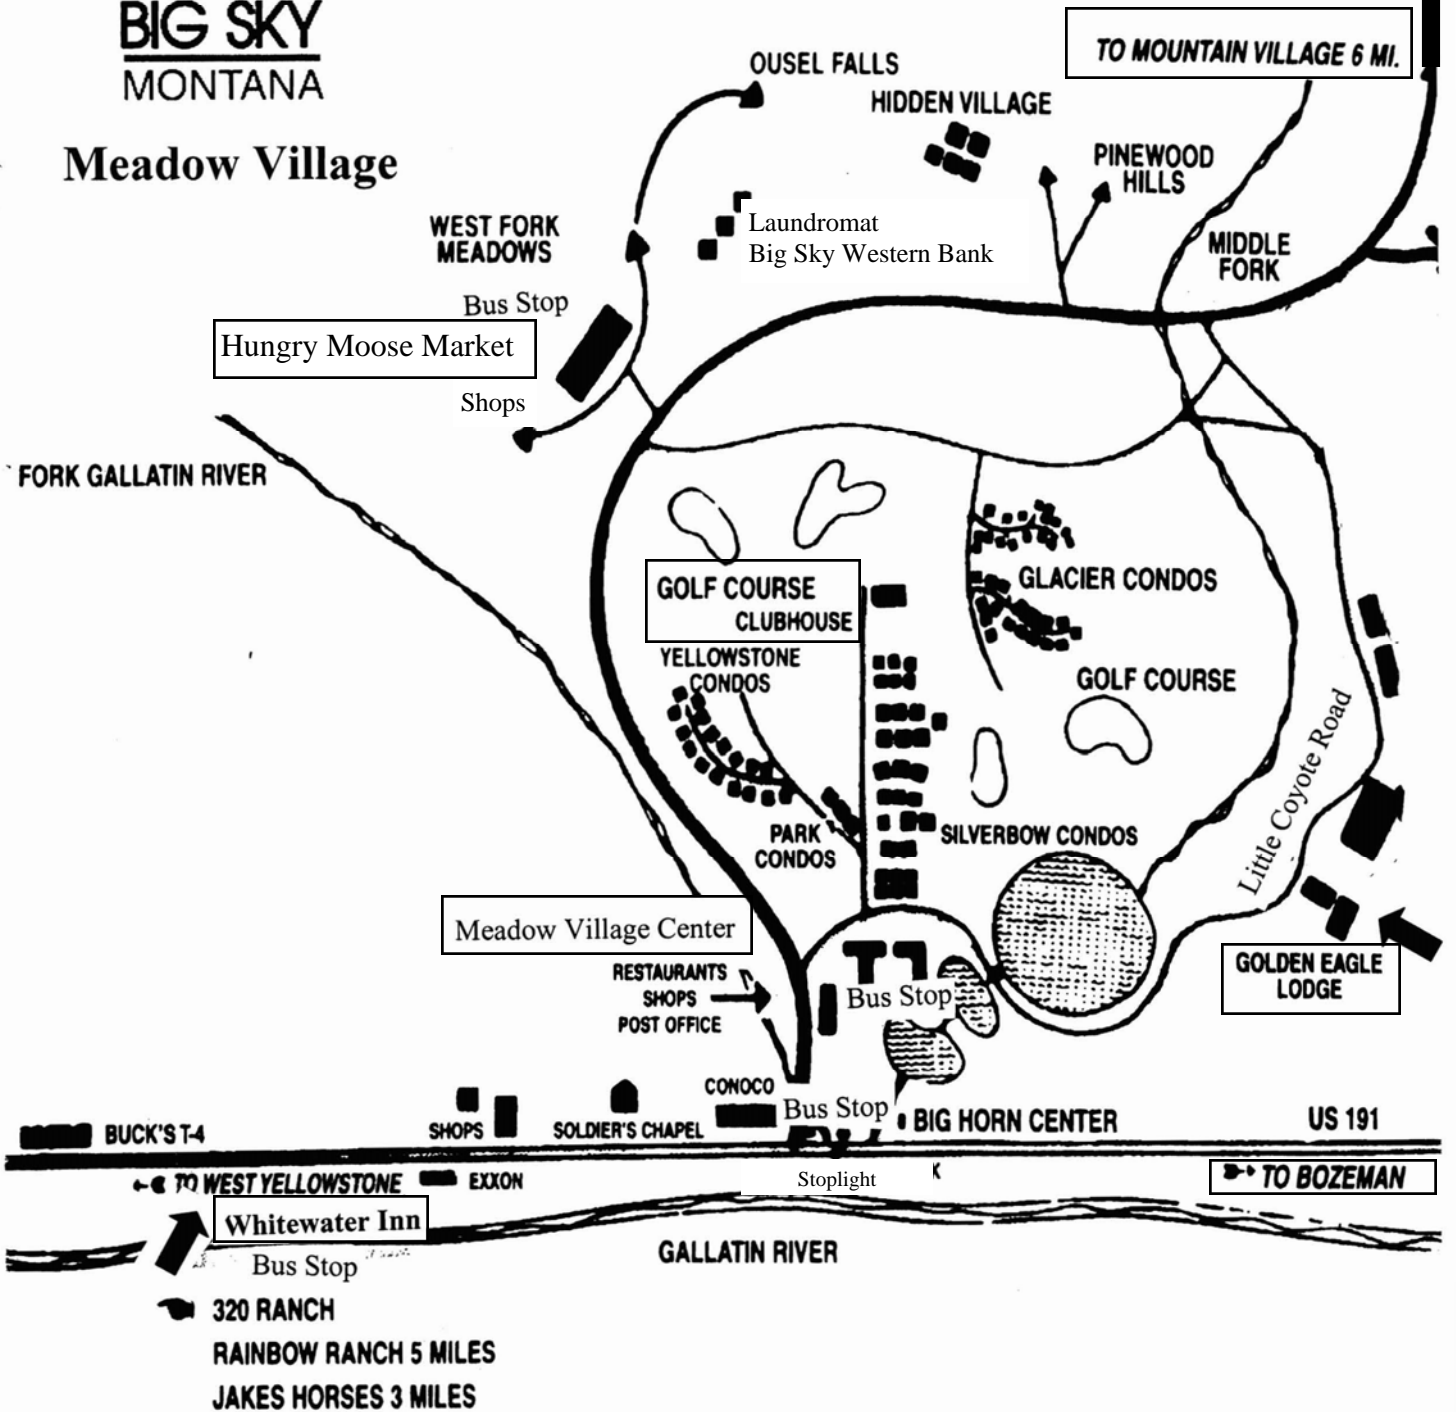 BIG SKY
MONTANA
Meadow Village
TO MOUNTAIN VILLAGE 6 MI.
OUSEL FALLS
HIDDEN VILLAGE
PINEWOOD
HILLS
WEST FORK
MEADOWS
Laundromat
Big Sky Western Bank
MIDDLE
FORK
Bus Stop
Hungry Moose Market
Shops
FORK GALLATIN RIVER
GOLF COURSE
CLUBHOUSE
GLACIER CONDOS
YELLOWSTONE
CONDOS
GOLF COURSE
Little Coyote Road
PARK
CONDOS
SILVERBOW CONDOS
Meadow Village Center
RESTAURANTS
SHOPS
POST OFFICE
Bus Stop
GOLDEN EAGLE
LODGE
CONOCO
Bus Stop
BIG HORN CENTER
US 191
BUCK'S T-4
SHOPS
SOLDIER'S CHAPEL
TO WEST YELLOWSTONE
EXXON
Stoplight
TO BOZEMAN
Whitewater Inn
Bus Stop
GALLATIN RIVER
320 RANCH
RAINBOW RANCH 5 MILES
JAKES HORSES 3 MILES